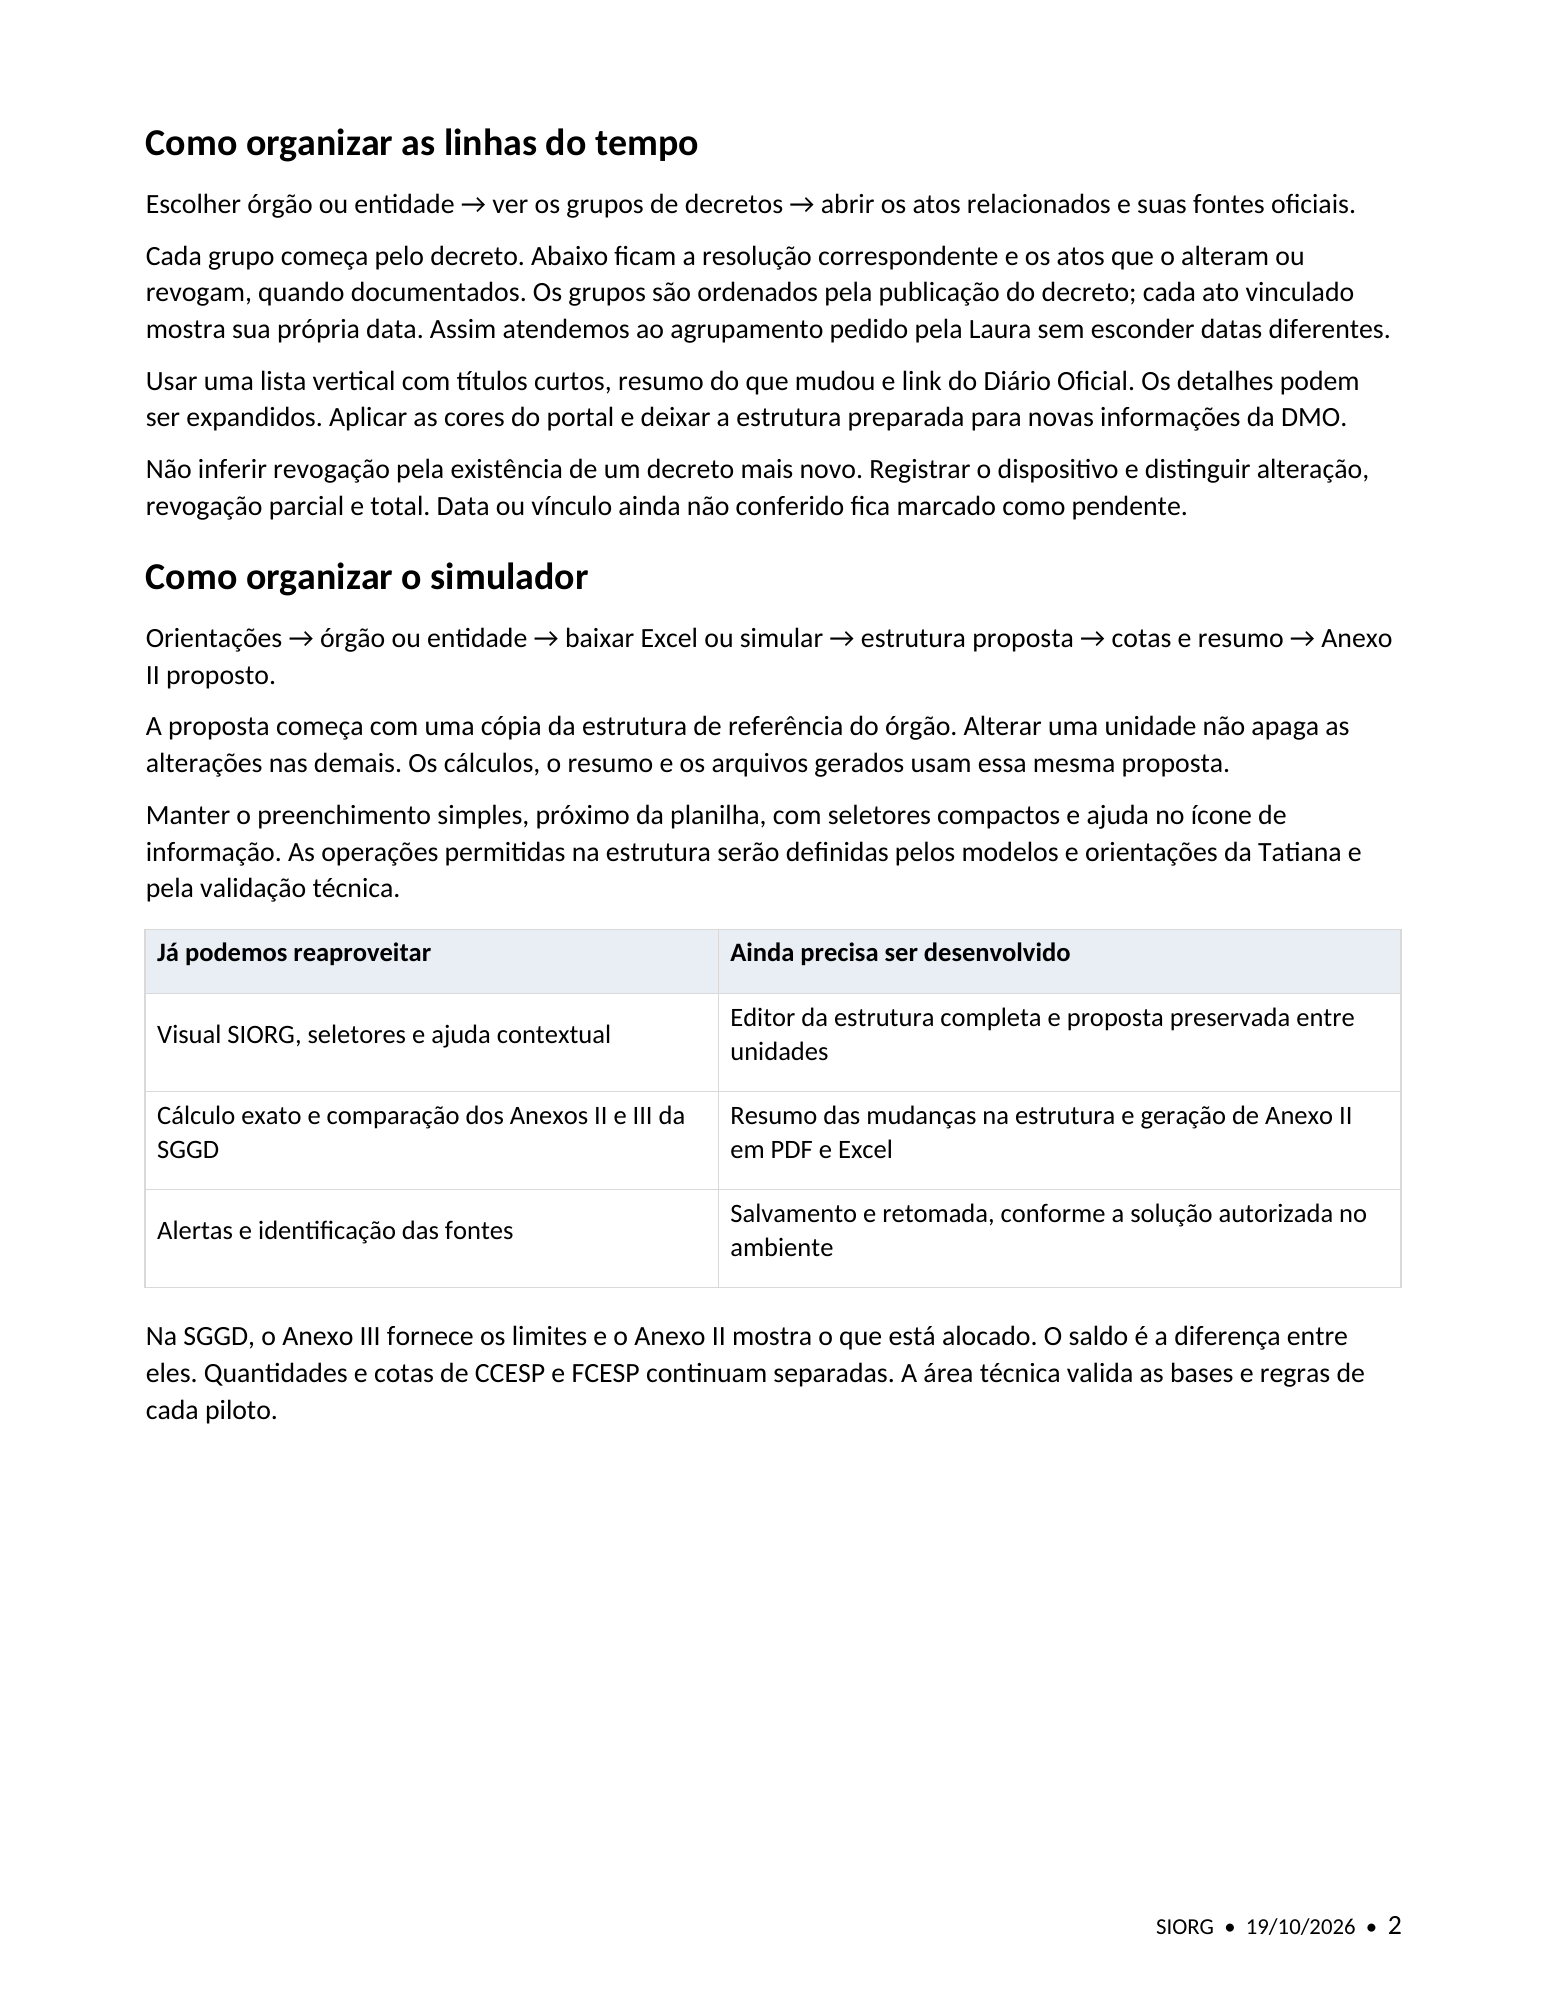 Como organizar as linhas do tempo
Escolher órgão ou entidade → ver os grupos de decretos → abrir os atos relacionados e suas fontes oficiais.
Cada grupo começa pelo decreto. Abaixo ficam a resolução correspondente e os atos que o alteram ou
revogam, quando documentados. Os grupos são ordenados pela publicação do decreto; cada ato vinculado
mostra sua própria data. Assim atendemos ao agrupamento pedido pela Laura sem esconder datas diferentes.
Usar uma lista vertical com títulos curtos, resumo do que mudou e link do Diário Oficial. Os detalhes podem
ser expandidos. Aplicar as cores do portal e deixar a estrutura preparada para novas informações da DMO.
Não inferir revogação pela existência de um decreto mais novo. Registrar o dispositivo e distinguir alteração,
revogação parcial e total. Data ou vínculo ainda não conferido fica marcado como pendente.
Como organizar o simulador
Orientações → órgão ou entidade → baixar Excel ou simular → estrutura proposta → cotas e resumo → Anexo
II proposto.
A proposta começa com uma cópia da estrutura de referência do órgão. Alterar uma unidade não apaga as
alterações nas demais. Os cálculos, o resumo e os arquivos gerados usam essa mesma proposta.
Manter o preenchimento simples, próximo da planilha, com seletores compactos e ajuda no ícone de
informação. As operações permitidas na estrutura serão definidas pelos modelos e orientações da Tatiana e
pela validação técnica.
Já podemos reaproveitar
Ainda precisa ser desenvolvido
Visual SIORG, seletores e ajuda contextual
Editor da estrutura completa e proposta preservada entre
unidades
Cálculo exato e comparação dos Anexos II e III da
SGGD
Resumo das mudanças na estrutura e geração de Anexo II
em PDF e Excel
Alertas e identificação das fontes
Salvamento e retomada, conforme a solução autorizada no
ambiente
Na SGGD, o Anexo III fornece os limites e o Anexo II mostra o que está alocado. O saldo é a diferença entre
eles. Quantidades e cotas de CCESP e FCESP continuam separadas. A área técnica valida as bases e regras de
cada piloto.
SIORG • 19/10/2026 • 2